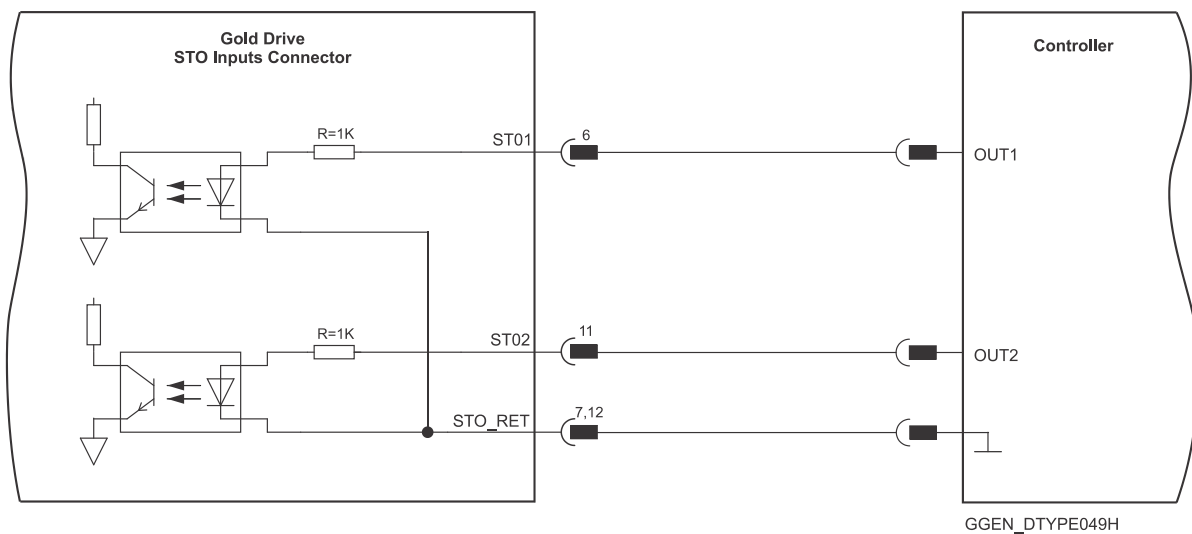 Gold Drive
STO Inputs Connector
Controller
R=1K
ST01
6
OUT1
R=1K
ST02
11
OUT2
STO_RET
7,12
GGEN_DTYPE049H